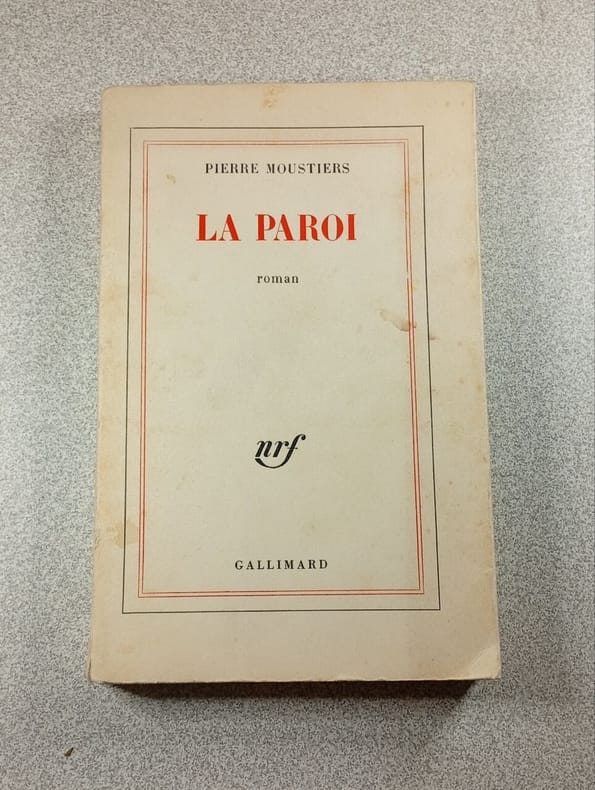 PIERRE MOUSTIERS
LA PAROI
roman
nrf
GALLIMARD